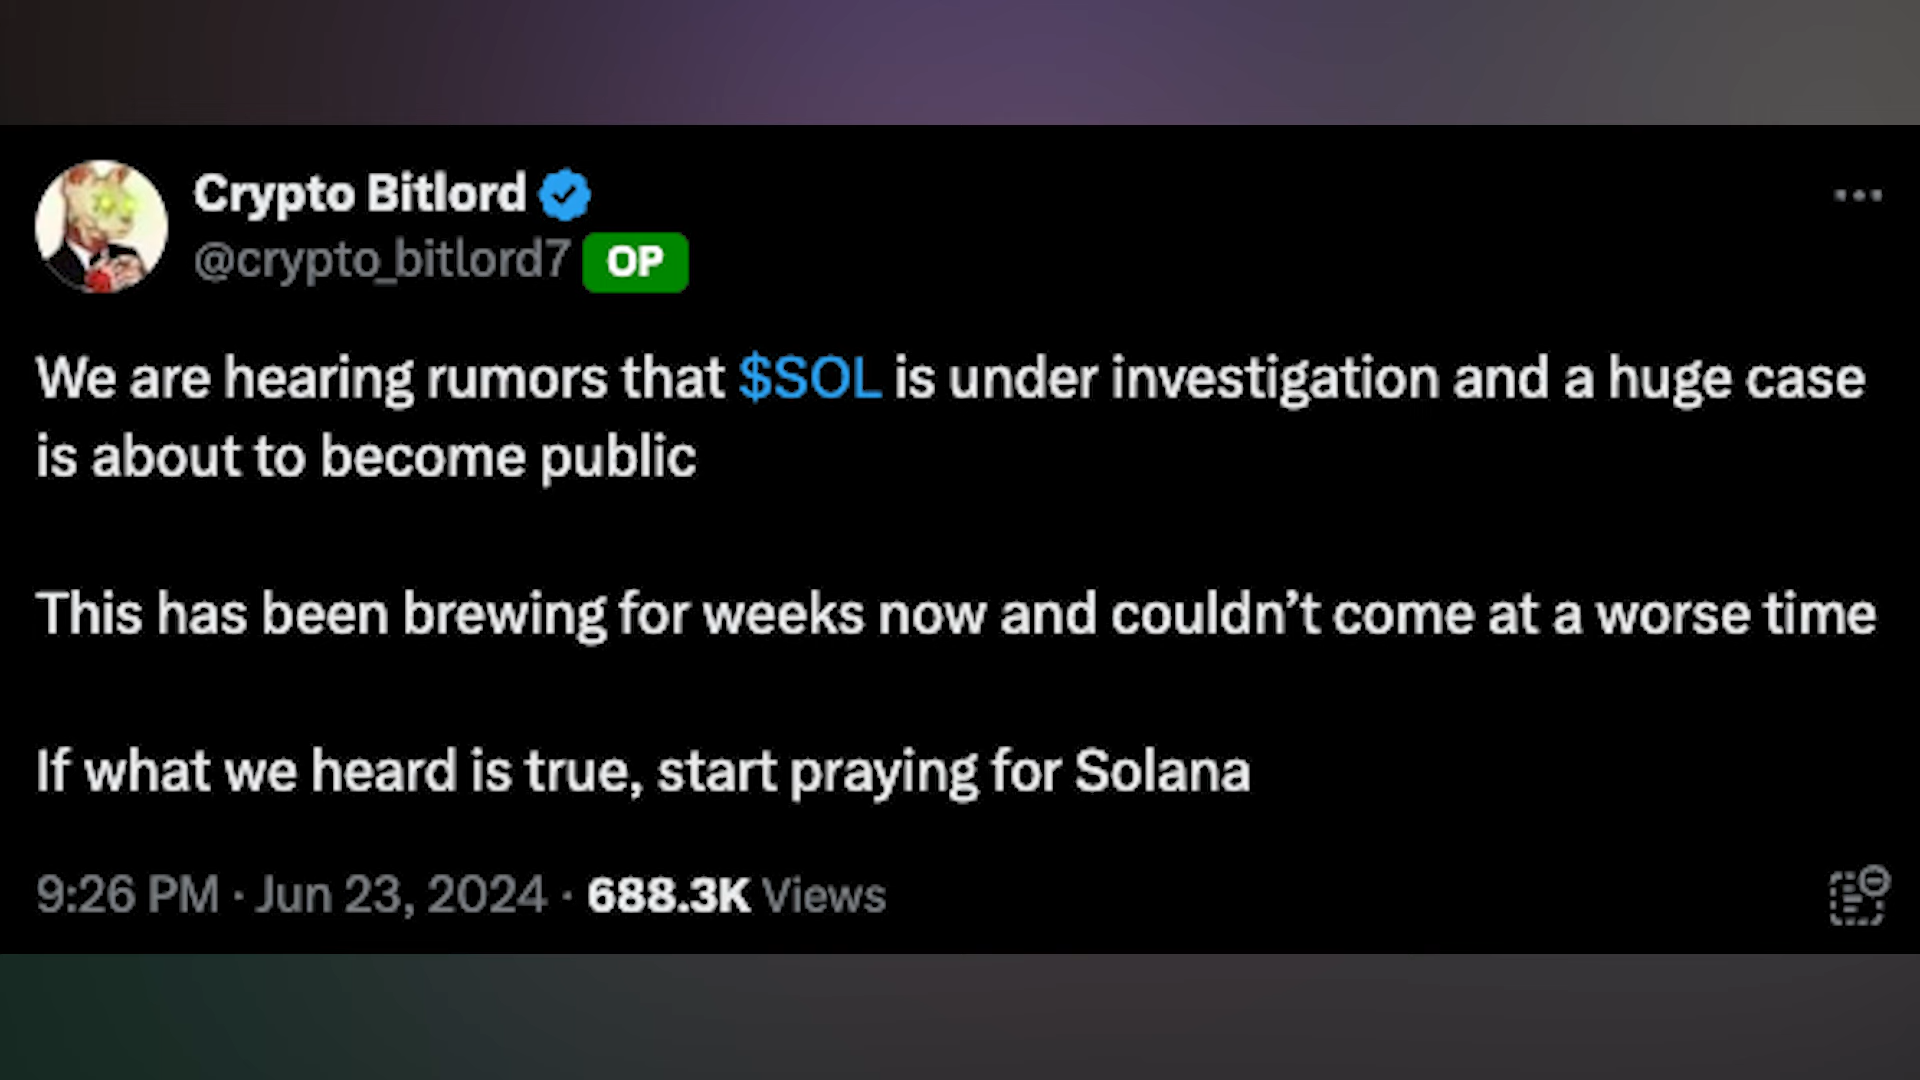 Crypto Bitlord
@crypto_bitlord7 OP
We are hearing rumors that $SOL is under investigation and a huge case
is about to become public
This has been brewing for weeks now and couldn’t come at a worse time
If what we heard is true, start praying for Solana
9:26 PM · Jun 23, 2024 · 688.3K Views